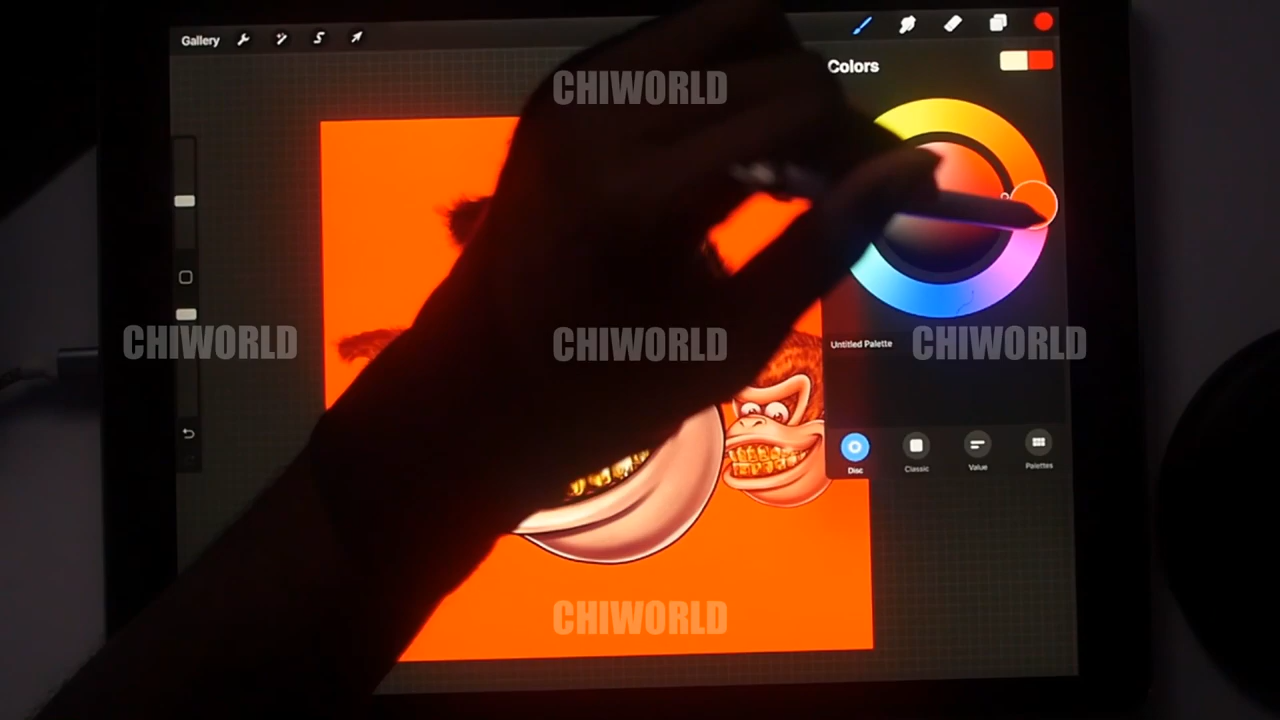 Gallery
Colors
CHIWORLD
CHIWORLD
CHIWORLD
CHIWORLD
Untitled Palette
Disc
Classic
Value
Palettes
CHIWORLD